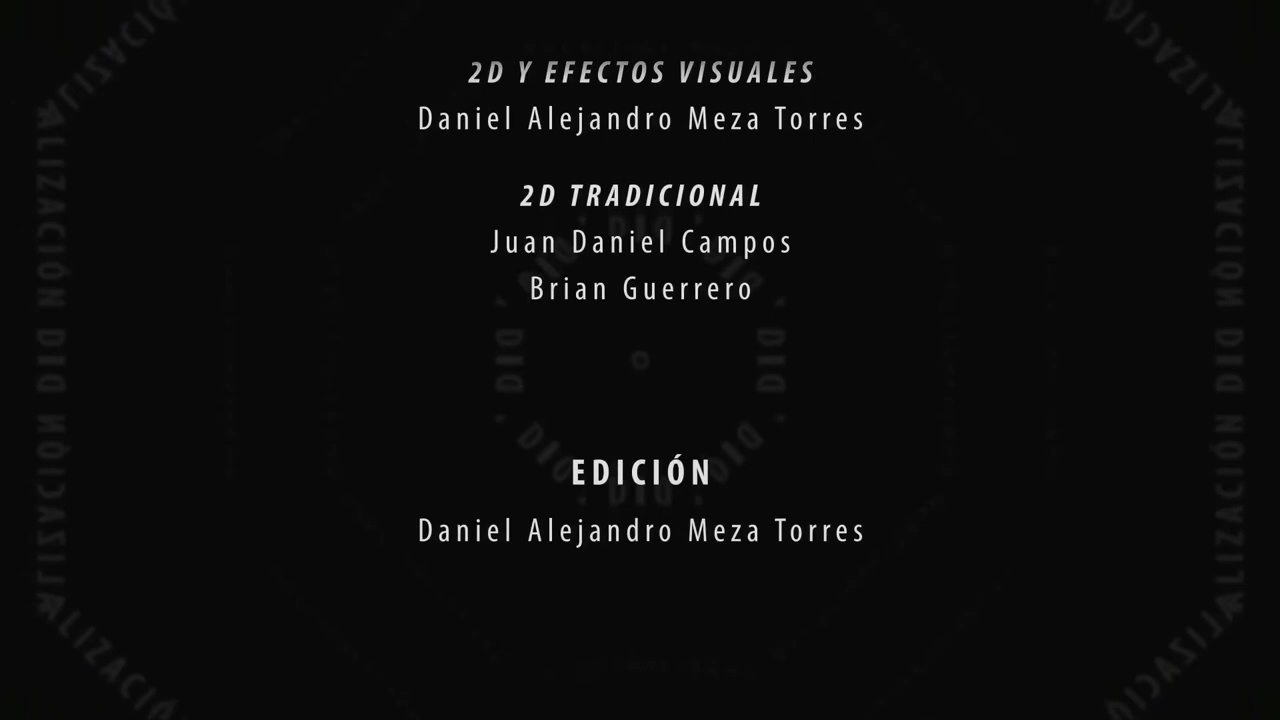 2D Y EFECTOS VISUALES
Daniel Alejandro Meza Torres
2D TRADICIONAL
Juan Daniel Campos
Brian Guerrero
EDICIÓN
Daniel Alejandro Meza Torres